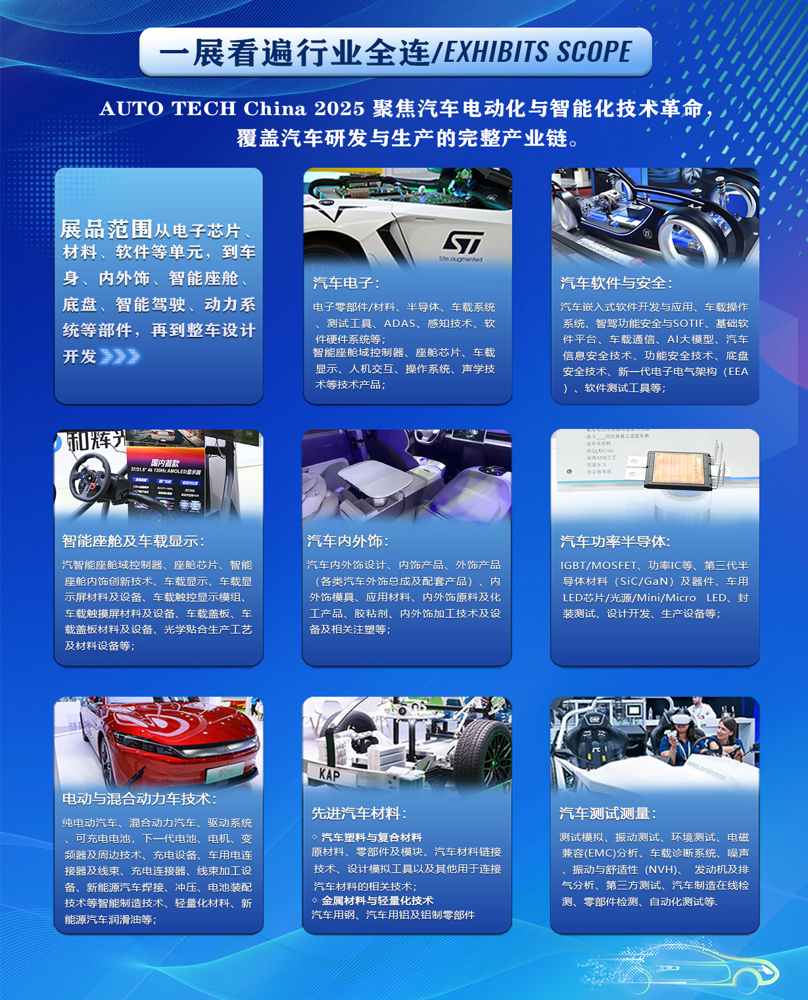 一展看遍行业全连/EXHIBITS SCOPE
AUTO TECH China 2025 聚焦汽车电动化与智能化技术革命，
覆盖汽车研发与生产的完整产业链。
展品范围从电子芯片、
材料、软件等单元，到车
身、内外饰、智能座舱、
底盘、智能驾驶、动力系
统等部件，再到整车设计
开发
ST
life.augmented
汽车电子：
电子零部件/材料、半导体、车载系统
、测试工具、ADAS、感知技术、软
件硬件系统等；
智能座舱域控制器、座舱芯片、车载
显示、人机交互、操作系统、声学技
术等技术产品；
汽车软件与安全：
汽车嵌入式软件开发与应用、车载操作
系统、智驾功能安全与SOTIF、基础软
件平台、车载通信、AI大模型、汽车
信息安全技术、功能安全技术、底盘
安全技术、新一代电子电气架构（EEA
）、软件测试工具等；
和辉光
国内首款
27/21.6" 4k 120Hz AMOLED显示器
智能座舱及车载显示：
汽智能座舱域控制器、座舱芯片、智能
座舱内饰创新技术、车载显示、车载显
示屏材料及设备、车载触控显示模组、
车载触摸屏材料及设备、车载盖板、车
载盖板材料及设备、光学贴合生产工艺
及材料设备等；
汽车内外饰：
汽车内外饰设计、内饰产品、外饰产品
（各类汽车外饰总成及配套产品）、内
外饰模具、应用材料、内外饰原料及化
工产品、胶粘剂、内外饰加工技术及设
备及相关注塑等；
·低开关损耗
·低Qg和Cres
·采用AMB工艺
·双面水冷
·低杂散电感
汽车功率半导体:
IGBT/MOSFET、功率IC等、第三代半
导体材料（SiC/GaN）及器件、车用
LED芯片/光源/Mini/Micro LED、封
装测试、设计开发、生产设备等；
电动与混合动力车技术：
纯电动汽车、混合动力汽车、驱动系统
、可充电电池，下一代电池、电机、变
频器及周边技术、充电设备、车用电连
接器及线束、充电连接器、线束加工设
备、新能源汽车焊接、冲压、电池装配
技术等智能制造技术、轻量化材料、新
能源汽车润滑油等；
KAP
先进汽车材料：
◇ 汽车塑料与复合材料
原材料、零部件及模块、汽车材料链接
技术、设计模拟工具以及其他用于连接
汽车材料的相关技术；
◇ 金属材料与轻量化技术
汽车用钢、汽车用铝及铝制零部件
汽车测试测量：
测试模拟、振动测试、环境测试、电磁
兼容(EMC)分析、车载诊断系统、噪声
、振动与舒适性 (NVH)、 发动机及排
气分析、第三方测试、汽车制造在线检
测、零部件检测、自动化测试等.